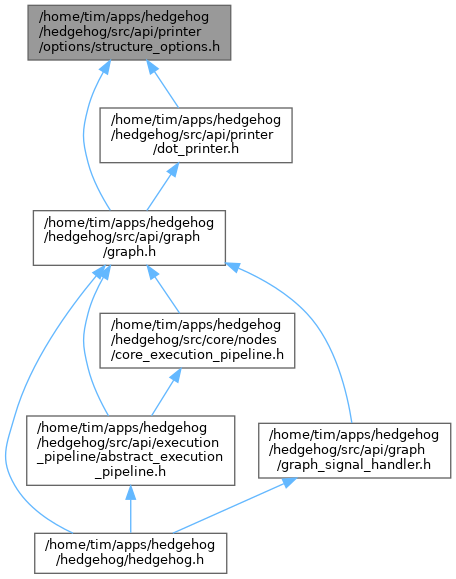 /home/tim/apps/hedgehog
/hedgehog/src/api/printer
/options/structure_options.h
/home/tim/apps/hedgehog
/hedgehog/src/api/printer
/dot_printer.h
/home/tim/apps/hedgehog
/hedgehog/src/api/graph
/graph.h
/home/tim/apps/hedgehog
/hedgehog/src/core/nodes
/core_execution_pipeline.h
/home/tim/apps/hedgehog
/hedgehog/src/api/execution
_pipeline/abstract_execution
_pipeline.h
/home/tim/apps/hedgehog
/hedgehog/src/api/graph
/graph_signal_handler.h
/home/tim/apps/hedgehog
/hedgehog/hedgehog.h